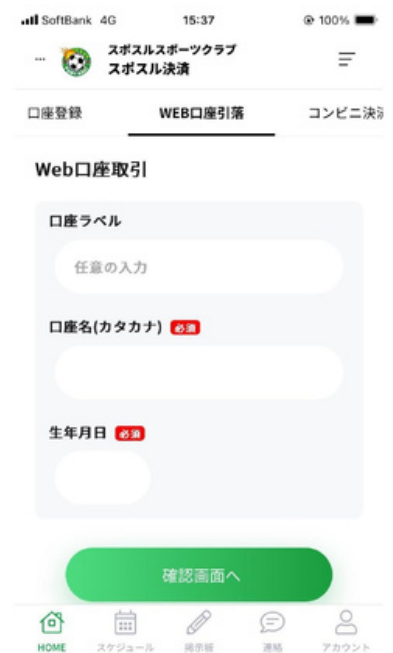 SoftBank 4G 15:37 100%
スポスルスポーツクラブ
スポスル決済
口座登録 WEB口座引落 コンビニ決済
Web口座取引
口座ラベル
任意の入力
口座名(カタカナ) 必須
生年月日 必須
確認画面へ
HOME スケジュール 掲示板 連絡 アカウント